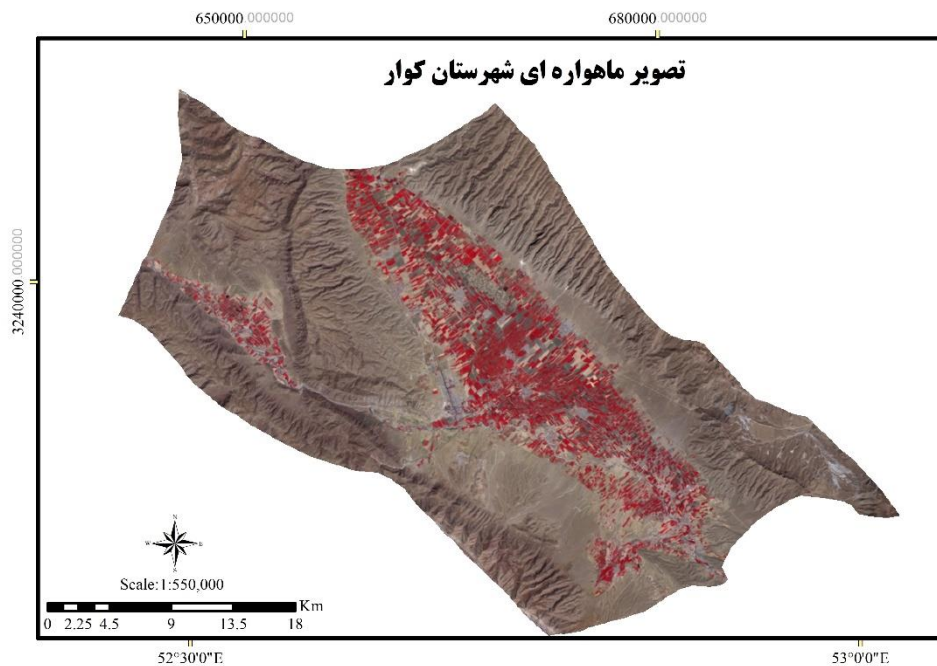 650000.000000 680000.000000
تصویر ماهواره ای شهرستان کوار
3240000.000000
N
W E
S
Scale:1:550,000
Km
0 2.25 4.5 9 13.5 18
52°30'0"E 53°0'0"E